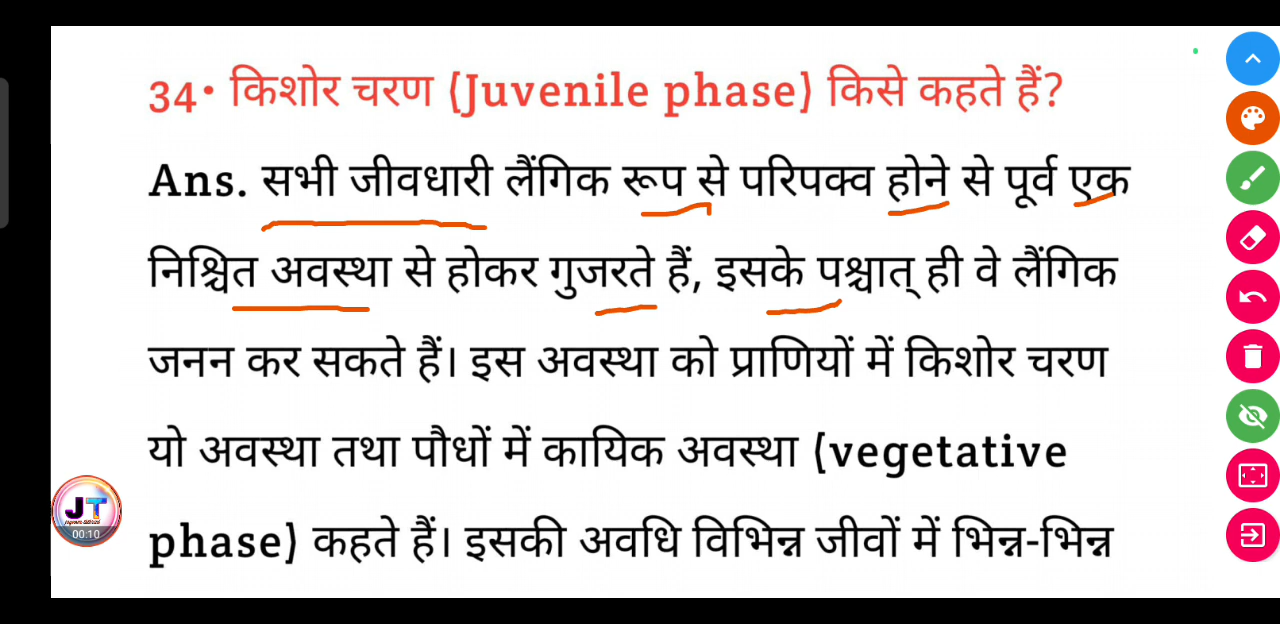 34• किशोर चरण (Juvenile phase) किसे कहते हैं?
Ans. सभी जीवधारी लैंगिक रूप से परिपक्व होने से पूर्व एक
निश्चित अवस्था से होकर गुजरते हैं, इसके पश्चात् ही वे लैंगिक
जनन कर सकते हैं। इस अवस्था को प्राणियों में किशोर चरण
यो अवस्था तथा पौधों में कायिक अवस्था (vegetative
phase) कहते हैं। इसकी अवधि विभिन्न जीवों में भिन्न-भिन्न
JT
00:10